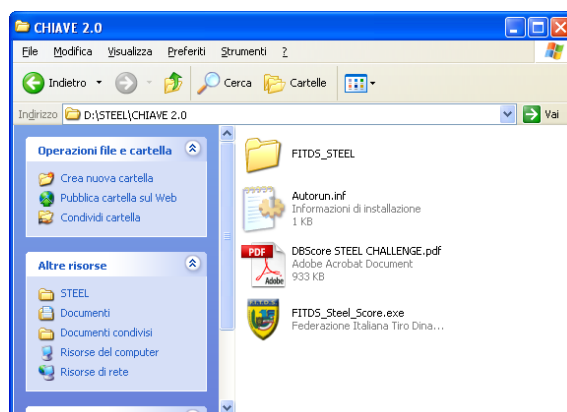 CHIAVE 2.0
File Modifica Visualizza Preferiti Strumenti ?
Indietro Cerca Cartelle
Indirizzo D:\STEEL\CHIAVE 2.0 Vai
Operazioni file e cartella
Crea nuova cartella
Pubblica cartella sul Web
Condividi cartella
Altre risorse
STEEL
Documenti
Documenti condivisi
Risorse del computer
Risorse di rete
FITDS_STEEL
Autorun.inf
Informazioni di installazione
1 KB
PDF
Adobe
DBScore STEEL CHALLENGE.pdf
Adobe Acrobat Document
933 KB
FITDS
FITDS_Steel_Score.exe
Federazione Italiana Tiro Dina...